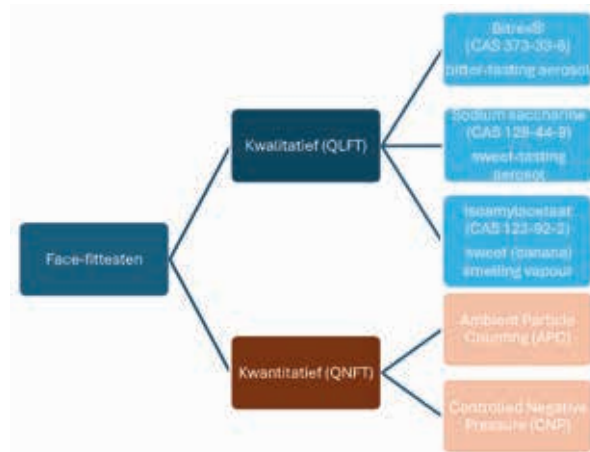 Bitrex®
(CAS 373-33-6)
bitter-tasting aerosol
Sodium saccharine
(CAS 128-44-9)
sweet-tasting
aerosol
Kwalitatief (QLFT)
Isoamylacetaat
(CAS 123-92-2)
sweet (banana)
smelling vapour
Face-fittesten
Ambient Particle
Counting (APC)
Kwantitatief (QNFT)
Controlled Negative
Pressure (CNP)